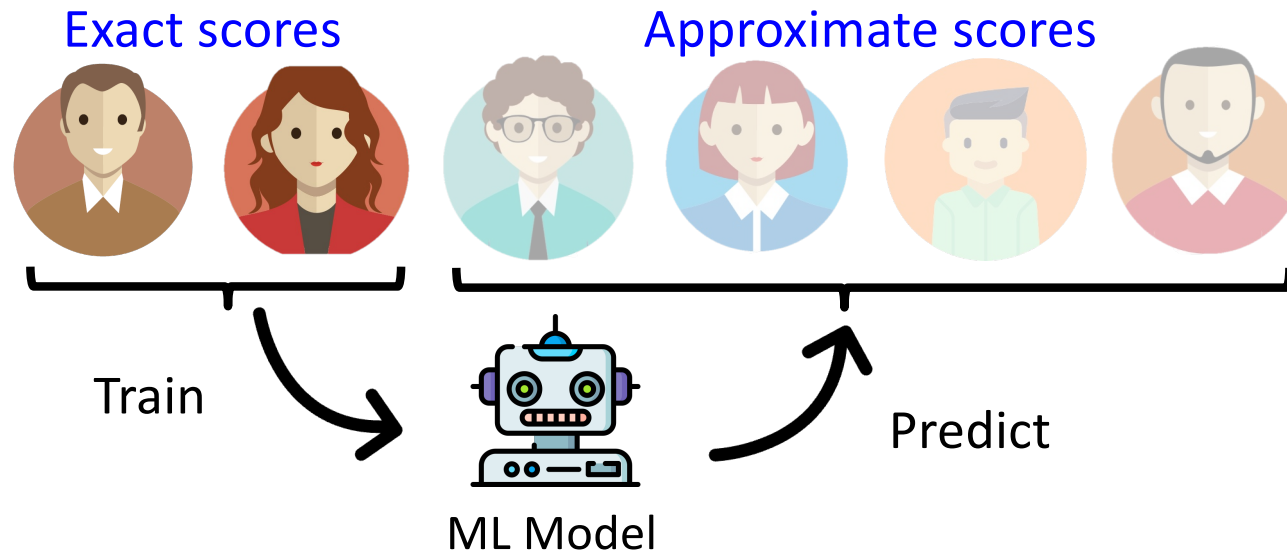 Exact scores
Approximate scores
Train
Predict
ML Model